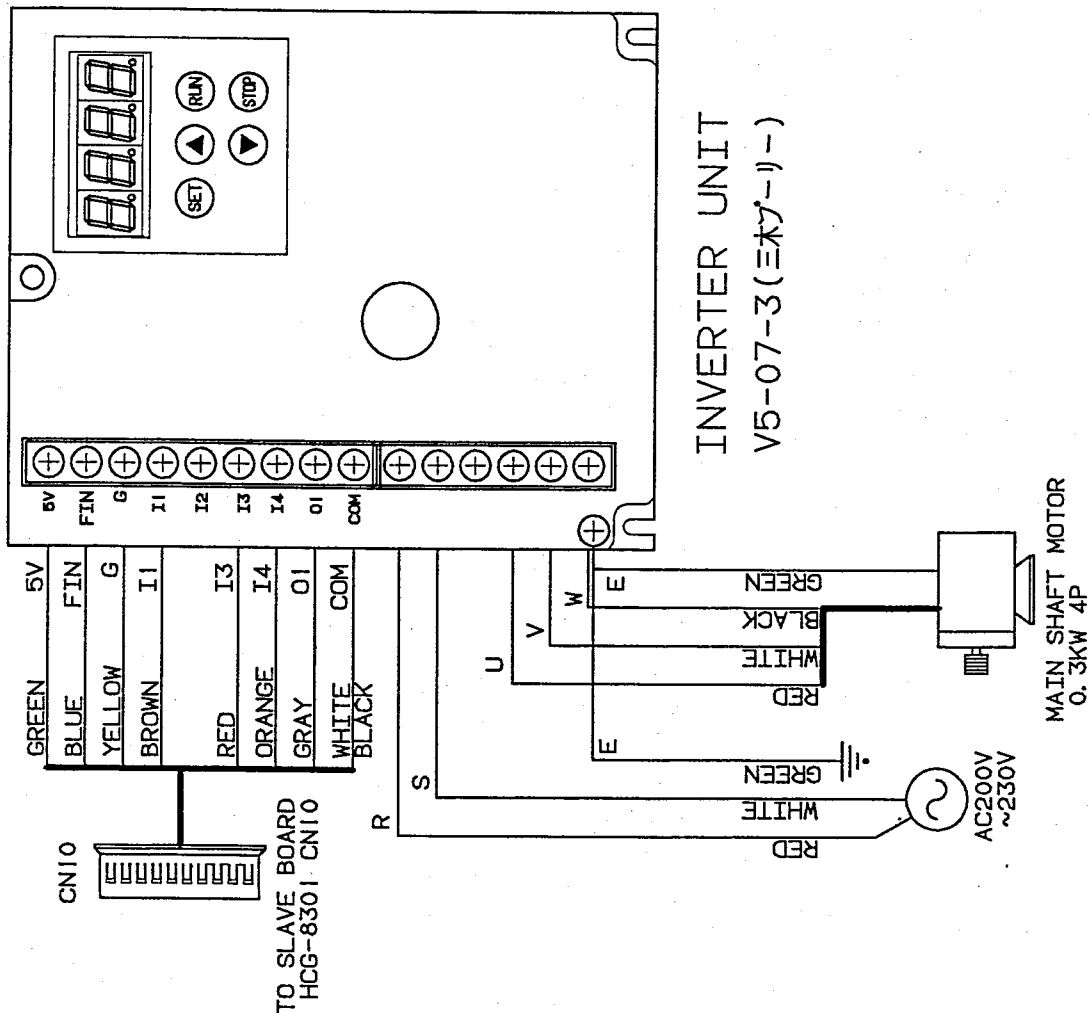 SET
RUN
STOP
INVERTER UNIT
V5-07-3(三木プーリー)
5V
FIN
G
I1
I2
I3
I4
O1
COM
GREEN 5V
BLUE FIN
YELLOW G
BROWN I1
RED I3
ORANGE I4
GRAY O1
WHITE COM
BLACK
CN10
TO SLAVE BOARD
HCG-8301 CN10
R
S
U
V
W
E
E
RED
WHITE
GREEN
RED
WHITE
BLACK
GREEN
AC200V
~230V
MAIN SHAFT MOTOR
0.3KW 4P